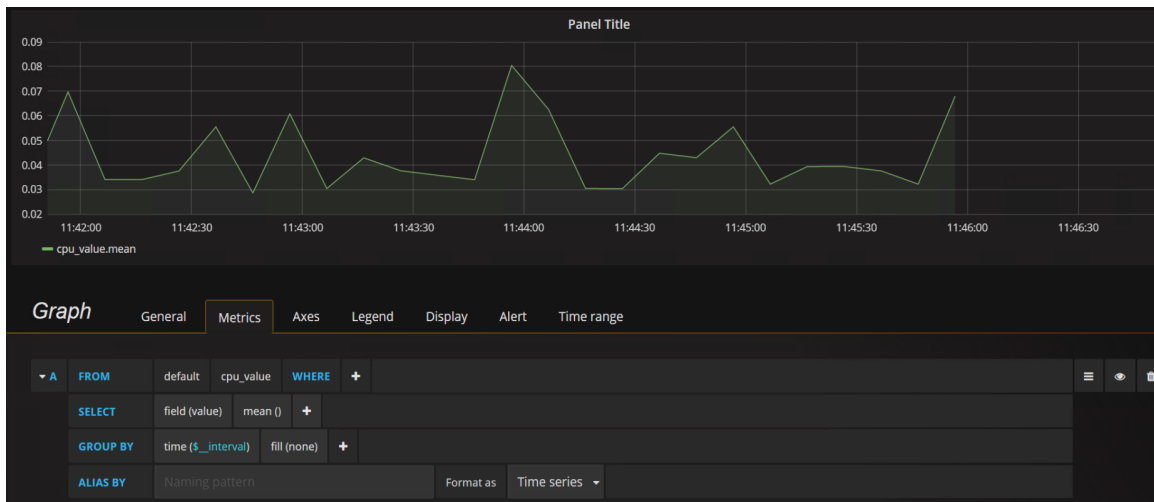 Panel Title
0.09
0.08
0.07
0.06
0.05
0.04
0.03
0.02
11:42:00 11:42:30 11:43:00 11:43:30 11:44:00 11:44:30 11:45:00 11:45:30 11:46:00 11:46:30
cpu_value.mean
Graph General Metrics Axes Legend Display Alert Time range
A FROM default cpu_value WHERE +
SELECT field (value) mean () +
GROUP BY time ($__interval) fill (none) +
ALIAS BY Naming pattern Format as Time series